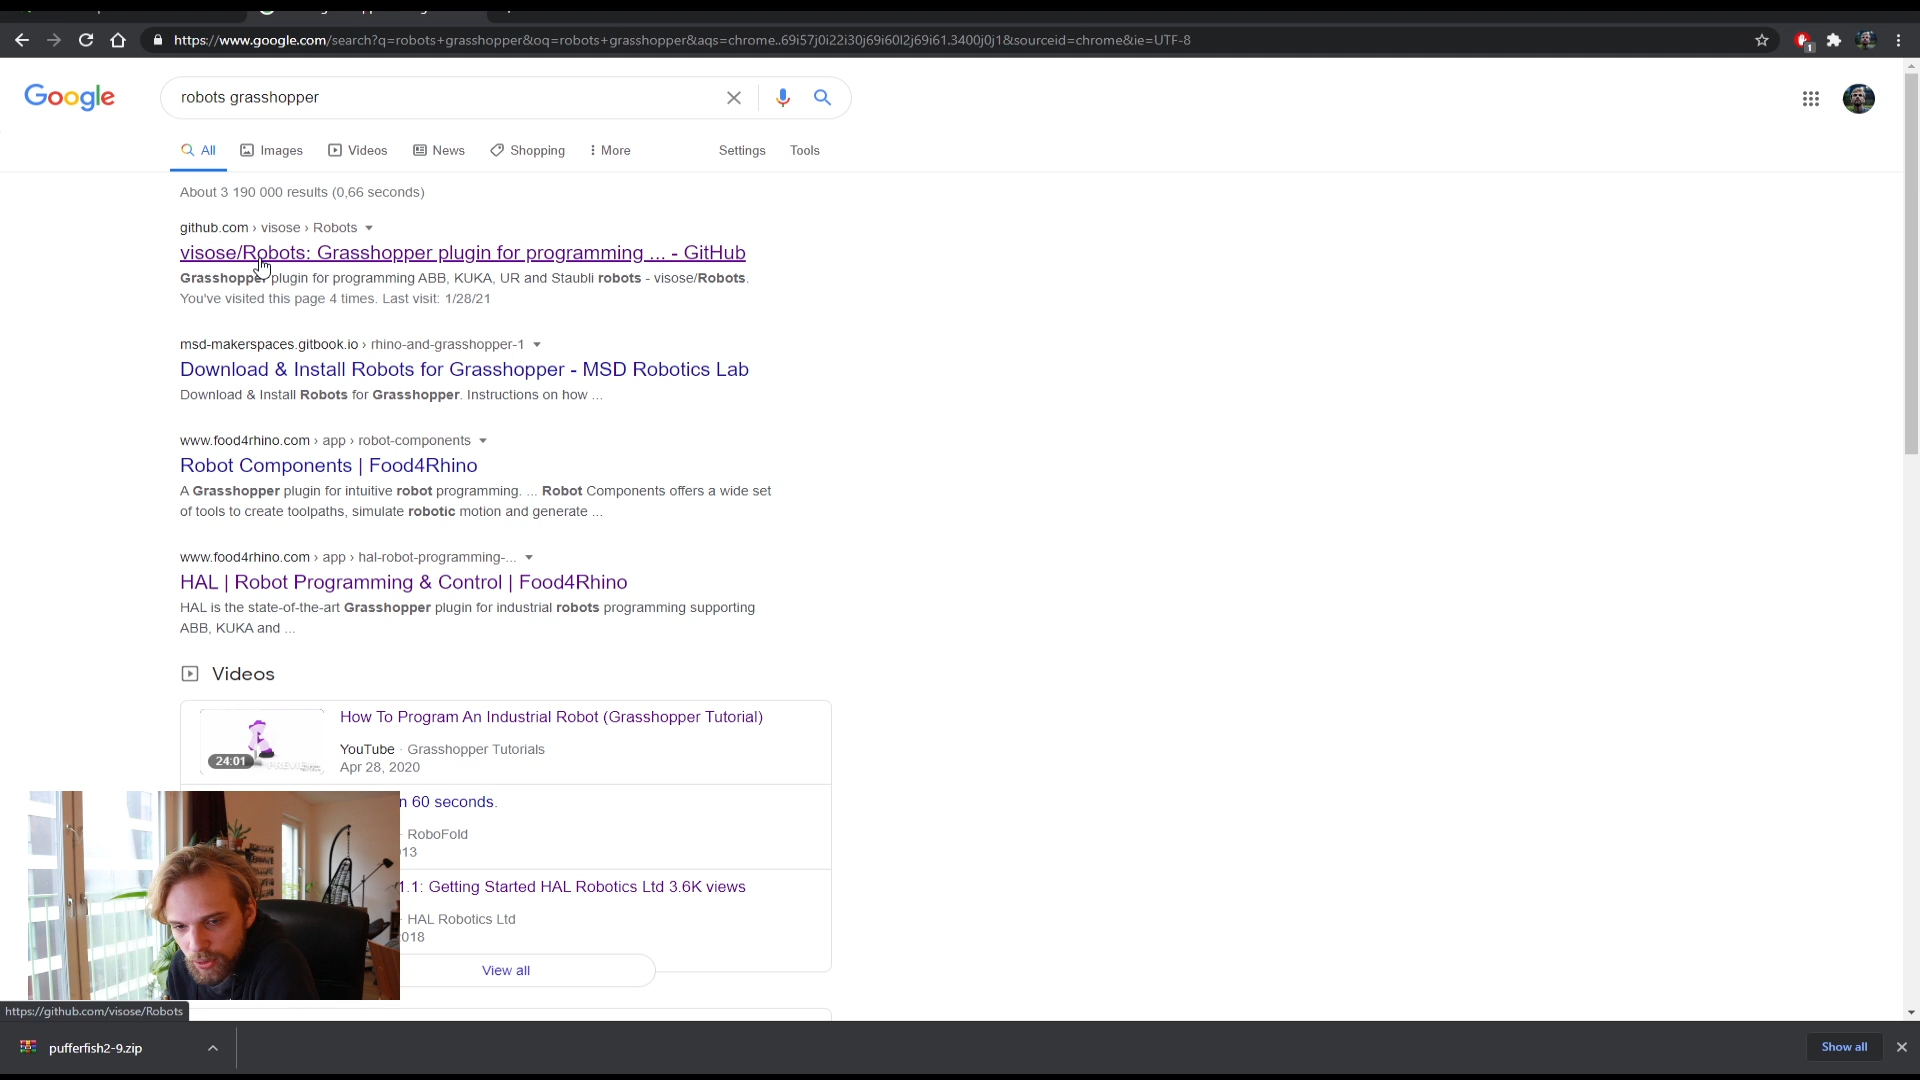 https://www.google.com/search?q=robots+grasshopper&oq=robots+grasshopper&aqs=chrome..69i57j0i22i30j69i60l2j69i61.3400j0j1&sourceid=chrome&ie=UTF-8
1
Google
robots grasshopper
All
Images
Videos
News
Shopping
More
Settings
Tools
About 3 190 000 results (0,66 seconds)
github.com › visose › Robots
visose/Robots: Grasshopper plugin for programming ... - GitHub
Grasshopper plugin for programming ABB, KUKA, UR and Staubli robots - visose/Robots.
You've visited this page 4 times. Last visit: 1/28/21
msd-makerspaces.gitbook.io › rhino-and-grasshopper-1
Download & Install Robots for Grasshopper - MSD Robotics Lab
Download & Install Robots for Grasshopper. Instructions on how ...
www.food4rhino.com › app › robot-components
Robot Components | Food4Rhino
A Grasshopper plugin for intuitive robot programming. ... Robot Components offers a wide set
of tools to create toolpaths, simulate robotic motion and generate ...
www.food4rhino.com › app › hal-robot-programming-...
HAL | Robot Programming & Control | Food4Rhino
HAL is the state-of-the-art Grasshopper plugin for industrial robots programming supporting
ABB, KUKA and ...
Videos
How To Program An Industrial Robot (Grasshopper Tutorial)
YouTube · Grasshopper Tutorials
Apr 28, 2020
24:01
PREVIEW
n 60 seconds.
· RoboFold
013
1.1: Getting Started HAL Robotics Ltd 3.6K views
· HAL Robotics Ltd
018
View all
https://github.com/visose/Robots
pufferfish2-9.zip
Show all